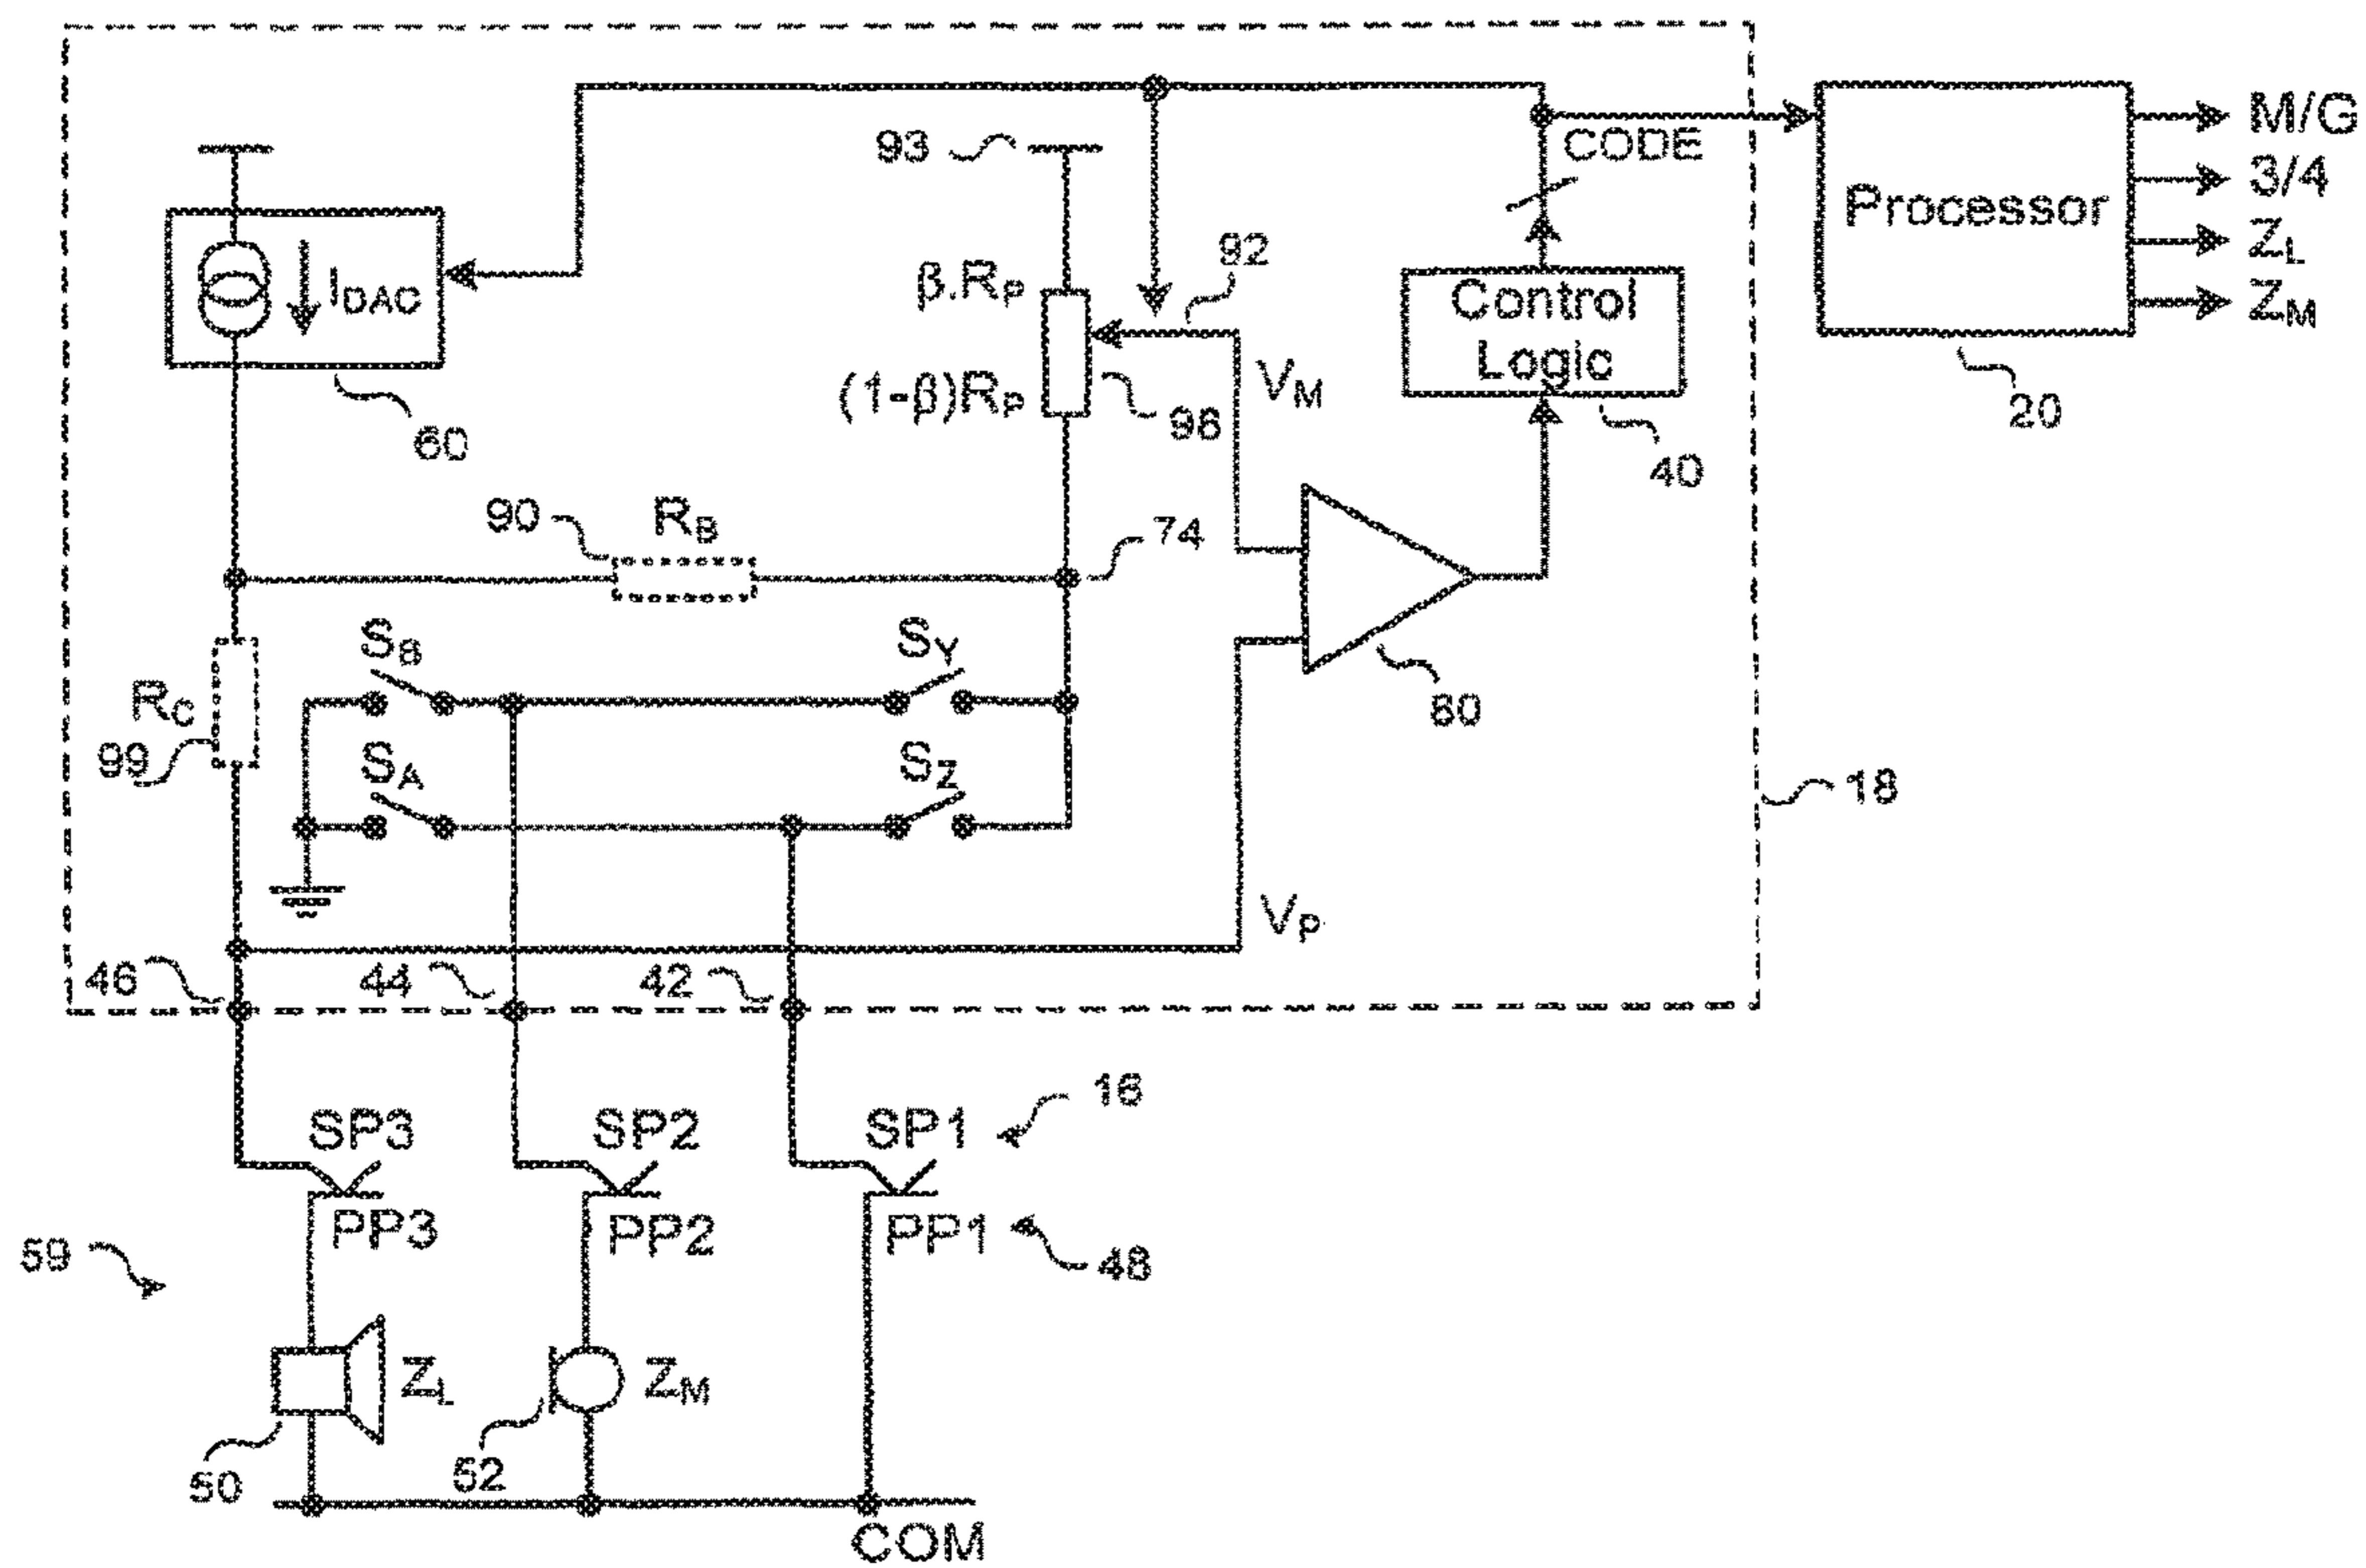 M/G
93
CODE
3/4
Processor
92
Z_L
I_DAC
β.R_P
Control
Logic
Z_M
V_M
(1-β)R_P
96
20
60
40
90
R_B
74
S_B
S_Y
R_C
80
99
S_A
S_Z
18
V_P
46
44
42
16
SP3
SP2
SP1
PP3
PP2
PP1
59
48
Z_L
Z_M
50
52
COM